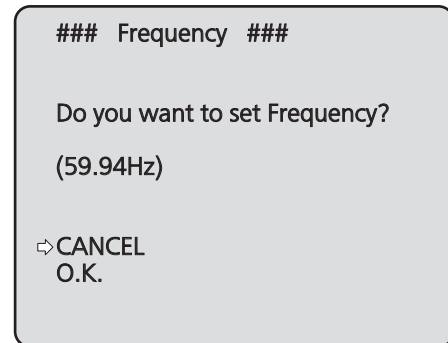 ### Frequency ###
Do you want to set Frequency?
(59.94Hz)
⇨CANCEL
O.K.